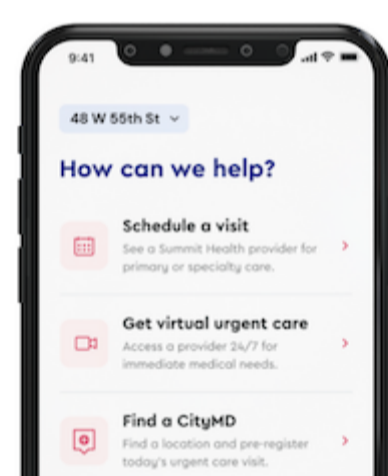 9:41
48 W 55th St
How can we help?
Schedule a visit
See a Summit Health provider for
primary or specialty care.
Get virtual urgent care
Access a provider 24/7 for
immediate medical needs.
Find a CityMD
Find a location and pre-register
today's urgent care visit.